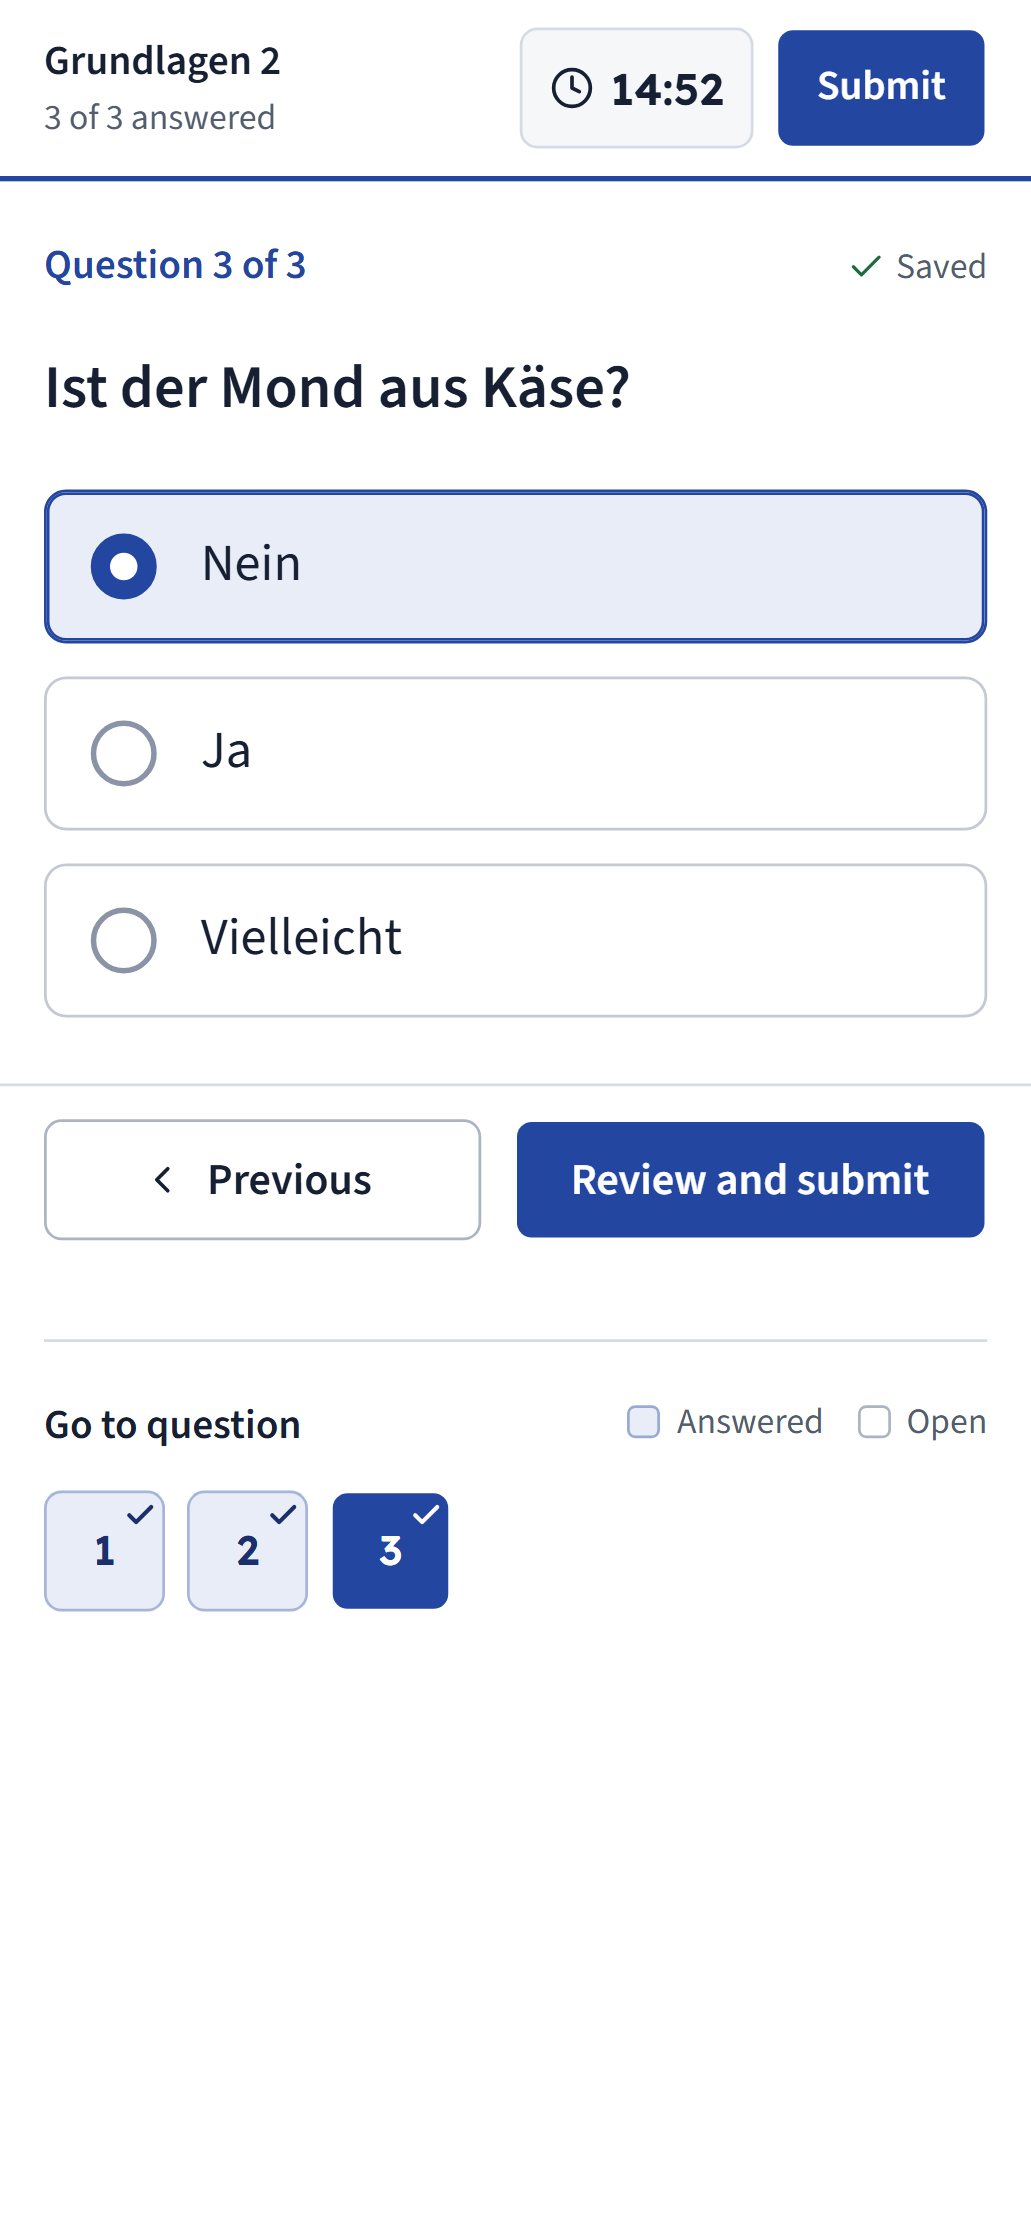 Grundlagen 2
3 of 3 answered
14:52
Submit
Question 3 of 3
Saved
Ist der Mond aus Käse?
Nein
Ja
Vielleicht
Previous
Review and submit
Go to question
Answered
Open
1
2
3